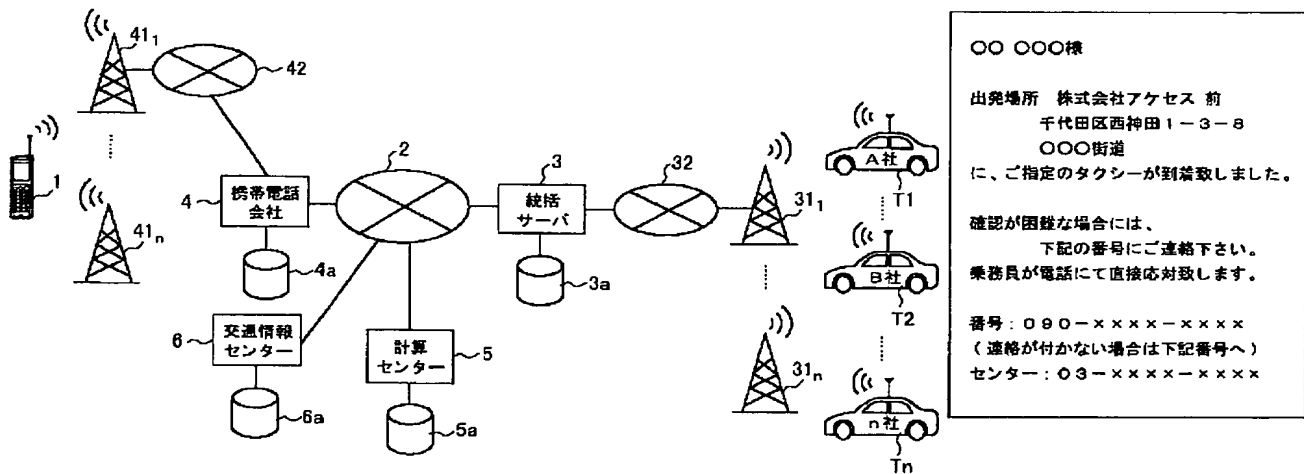 41₁
42
1
41ₙ
4
携帯電話
会社
4a
2
3
統括
サーバ
3a
32
31₁
31ₙ
6
交通情報
センター
6a
計算
センター
5
5a
A社
T1
B社
T2
n社
Tn
○○ ○○○様
出発場所 株式会社アケセス 前
千代田区西神田1-3-8
○○○街道
に、ご指定のタクシーが到着致しました。
確認が困難な場合には、
下記の番号にご連絡下さい。
乗務員が電話にて直接応対致します。
番号:090-××××-××××
(連絡が付かない場合は下記番号へ)
センター:03-××××-××××